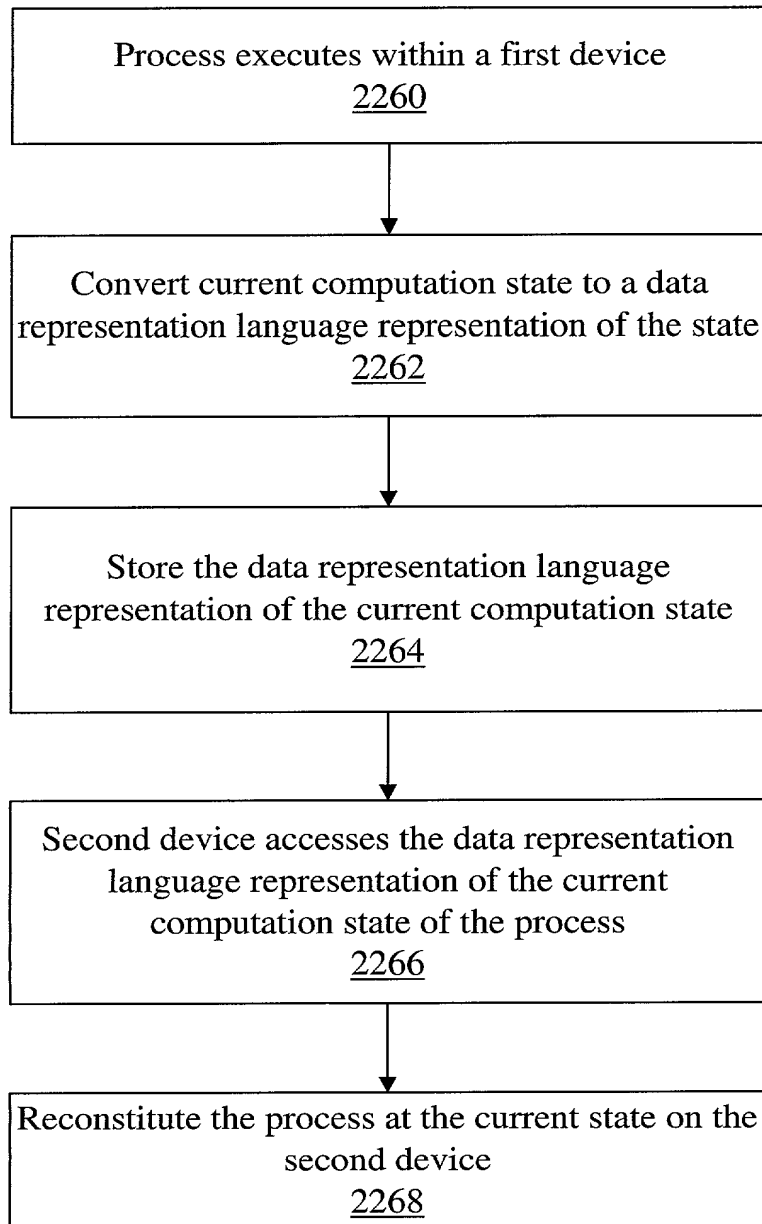 Process executes within a first device
2260
Convert current computation state to a data
representation language representation of the state
2262
Store the data representation language
representation of the current computation state
2264
Second device accesses the data representation
language representation of the current
computation state of the process
2266
Reconstitute the process at the current state on the
second device
2268